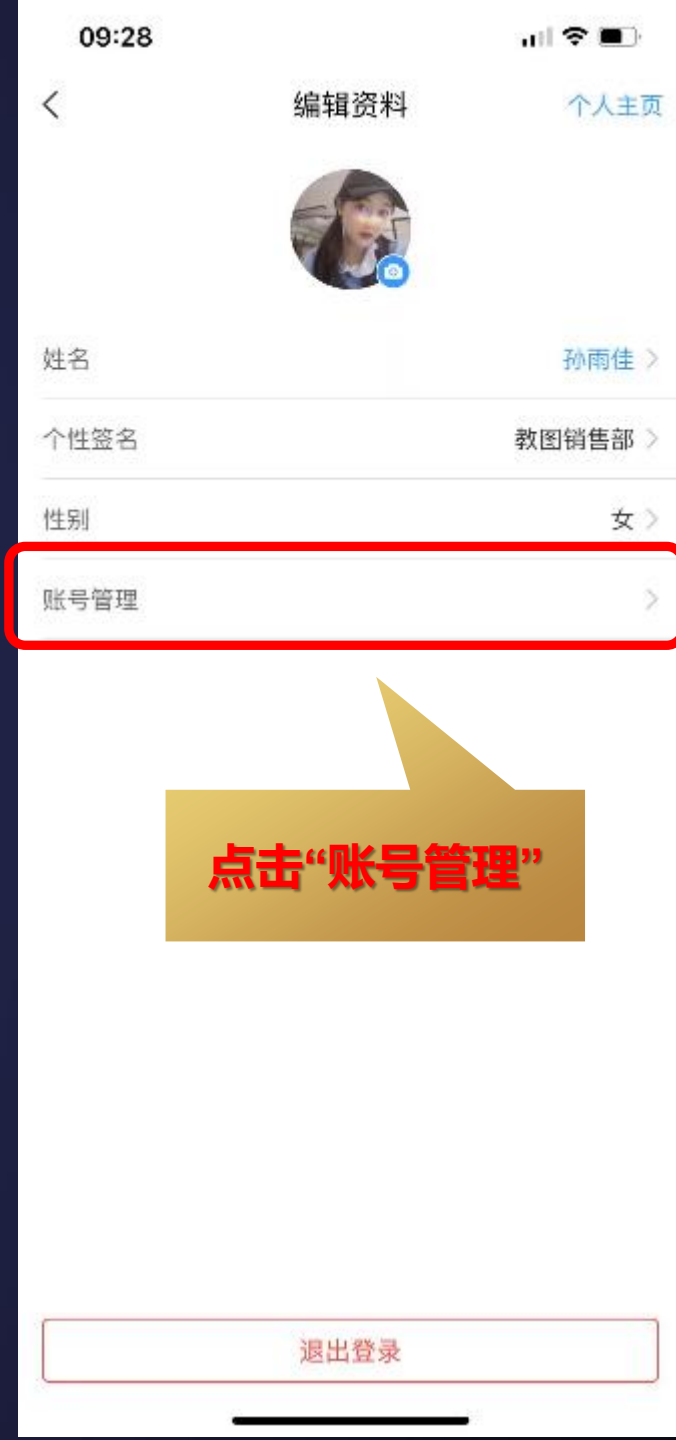 09:28
编辑资料
个人主页
姓名
孙雨佳
个性签名
教图销售部
性别
女
账号管理
点击“账号管理”
退出登录